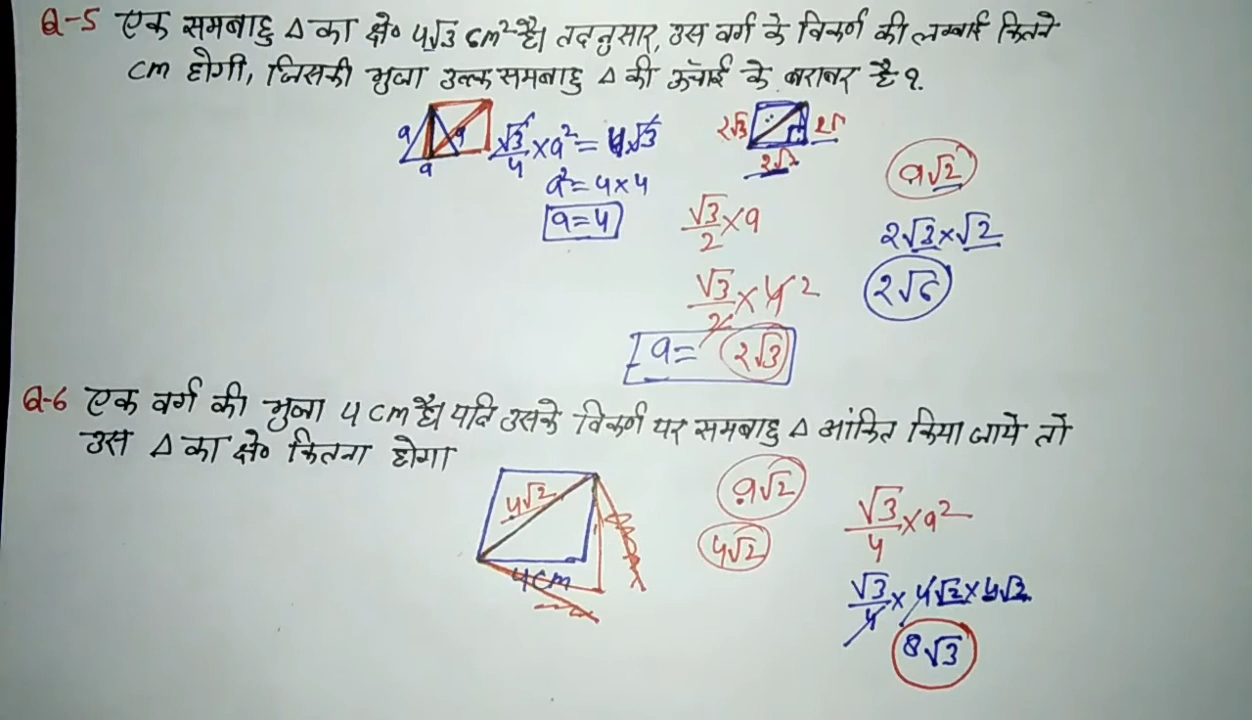 Q-5 एक समबाहु Δ का क्षे० 4√3 cm² है। तदनुसार, उस वर्ग के विकर्ण की लम्बाई कितने
cm होगी, जिसकी भुजा उक्त समबाहु Δ की ऊँचाई के बराबर है?
a a a
√3/4 × a² = 4√3
a² = 4×4
a=4
2√3
a√2
√3/2 × a
2√3×√2
√3/2 × 4 2
2√6
a = 2√3
Q-6 एक वर्ग की भुजा 4 cm है। यदि उसके विकर्ण पर समबाहु Δ आंकित किया जाये तो
उस Δ का क्षे० कितना होगा
4√2
4cm
a√2
4√2
√3/4 × a²
√3/4 × 4√2 × 4√2
8√3